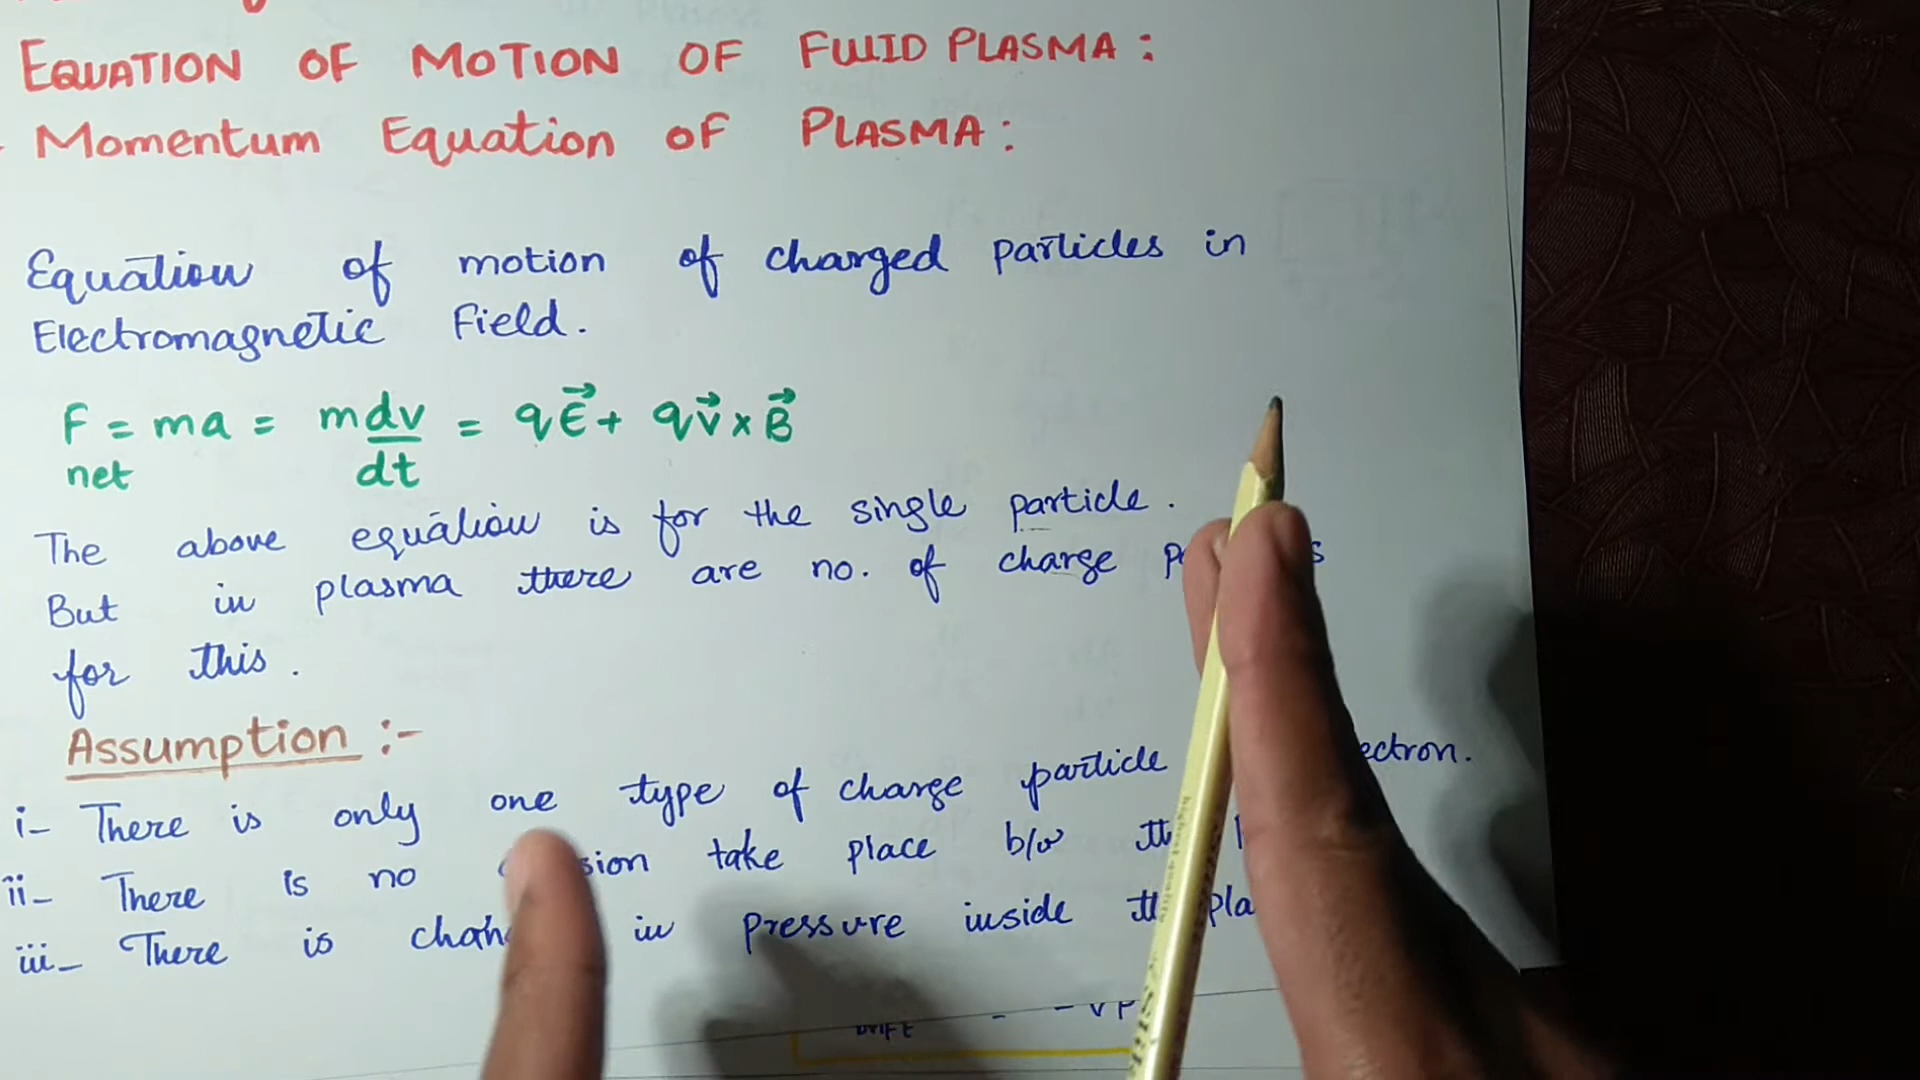 EQUATION OF MOTION OF FLUID PLASMA:
Momentum Equation OF PLASMA:
Equation of motion of charged particles in
Electromagnetic Field.
F = ma = mdv = qE⃗ + qv⃗ × B⃗
net dt
The above equation is for the single particle.
But in plasma there are no. of charge
for this.
Assumption :-
i- There is only one type of charge particle
ii- There is no take place b/w
iii- There is in pressure inside the